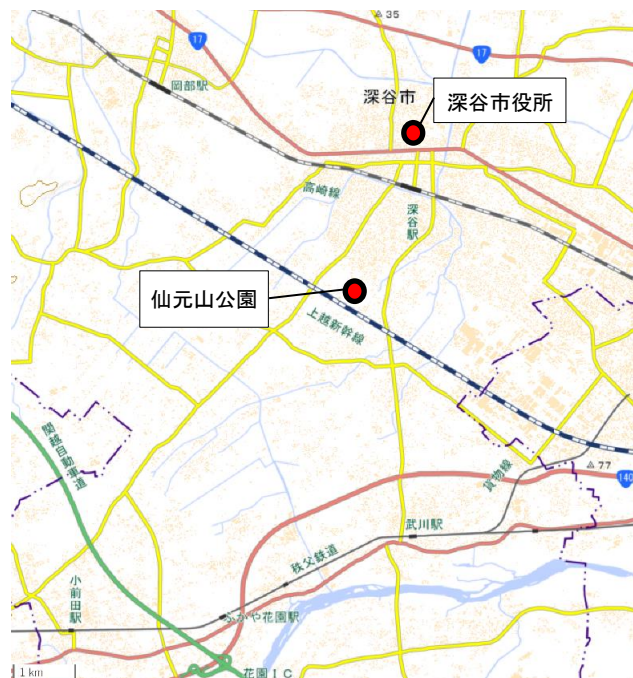 35
17
17
岡部駅
深谷市
深谷市役所
高崎線
深谷駅
仙元山公園
上越新幹線
関越自動車道
貨物線
77
140
武川駅
秩父鉄道
小前田駅
ふかや花園駅
花園IC
1 km